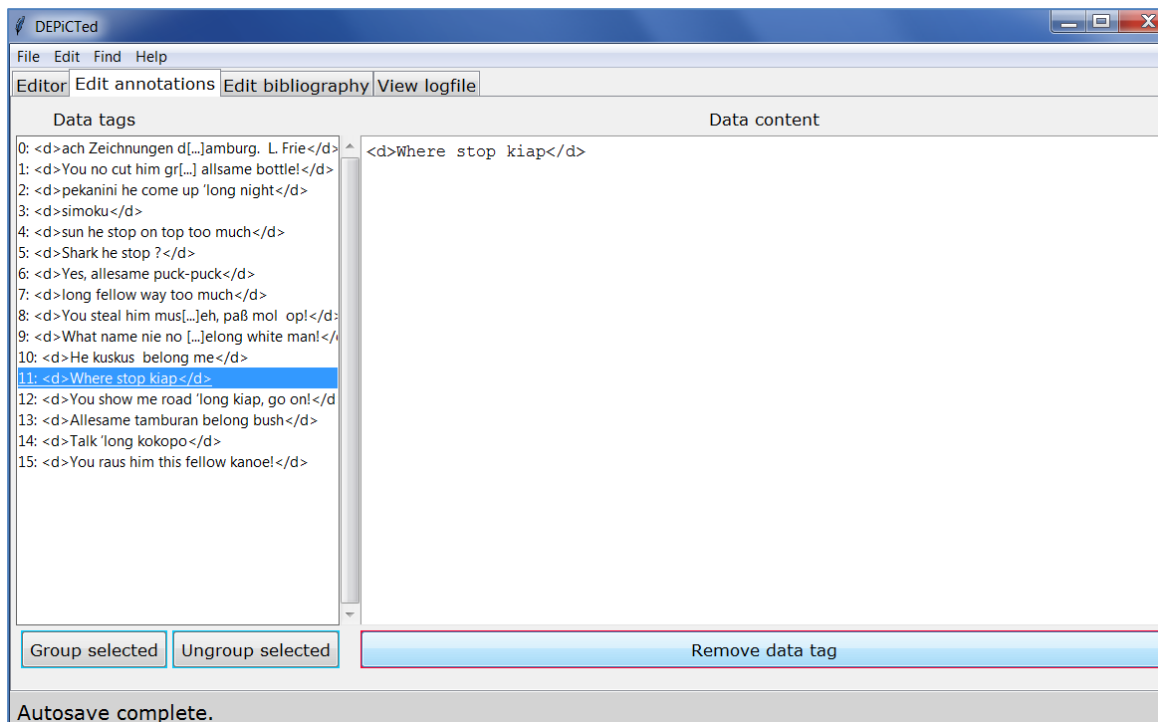 DEPiCTed
File Edit Find Help
Editor Edit annotations Edit bibliography View logfile
Data tags Data content
0: <d>ach Zeichnungen d[...]amburg.  L. Frie</d>
1: <d>You no cut him gr[...] allsame bottle!</d>
2: <d>pekanini he come up ‘long night</d>
3: <d>simoku</d>
4: <d>sun he stop on top too much</d>
5: <d>Shark he stop ?</d>
6: <d>Yes, allesame puck-puck</d>
7: <d>long fellow way too much</d>
8: <d>You steal him mus[...]eh, paß mol  op!</d>
9: <d>What name nie no [...]elong white man!</
10: <d>He kuskus  belong me</d>
11: <d>Where stop kiap</d>
12: <d>You show me road ‘long kiap, go on!</d
13: <d>Allesame tamburan belong bush</d>
14: <d>Talk ‘long kokopo</d>
15: <d>You raus him this fellow kanoe!</d>
<d>Where stop kiap</d>
Group selected Ungroup selected Remove data tag
Autosave complete.